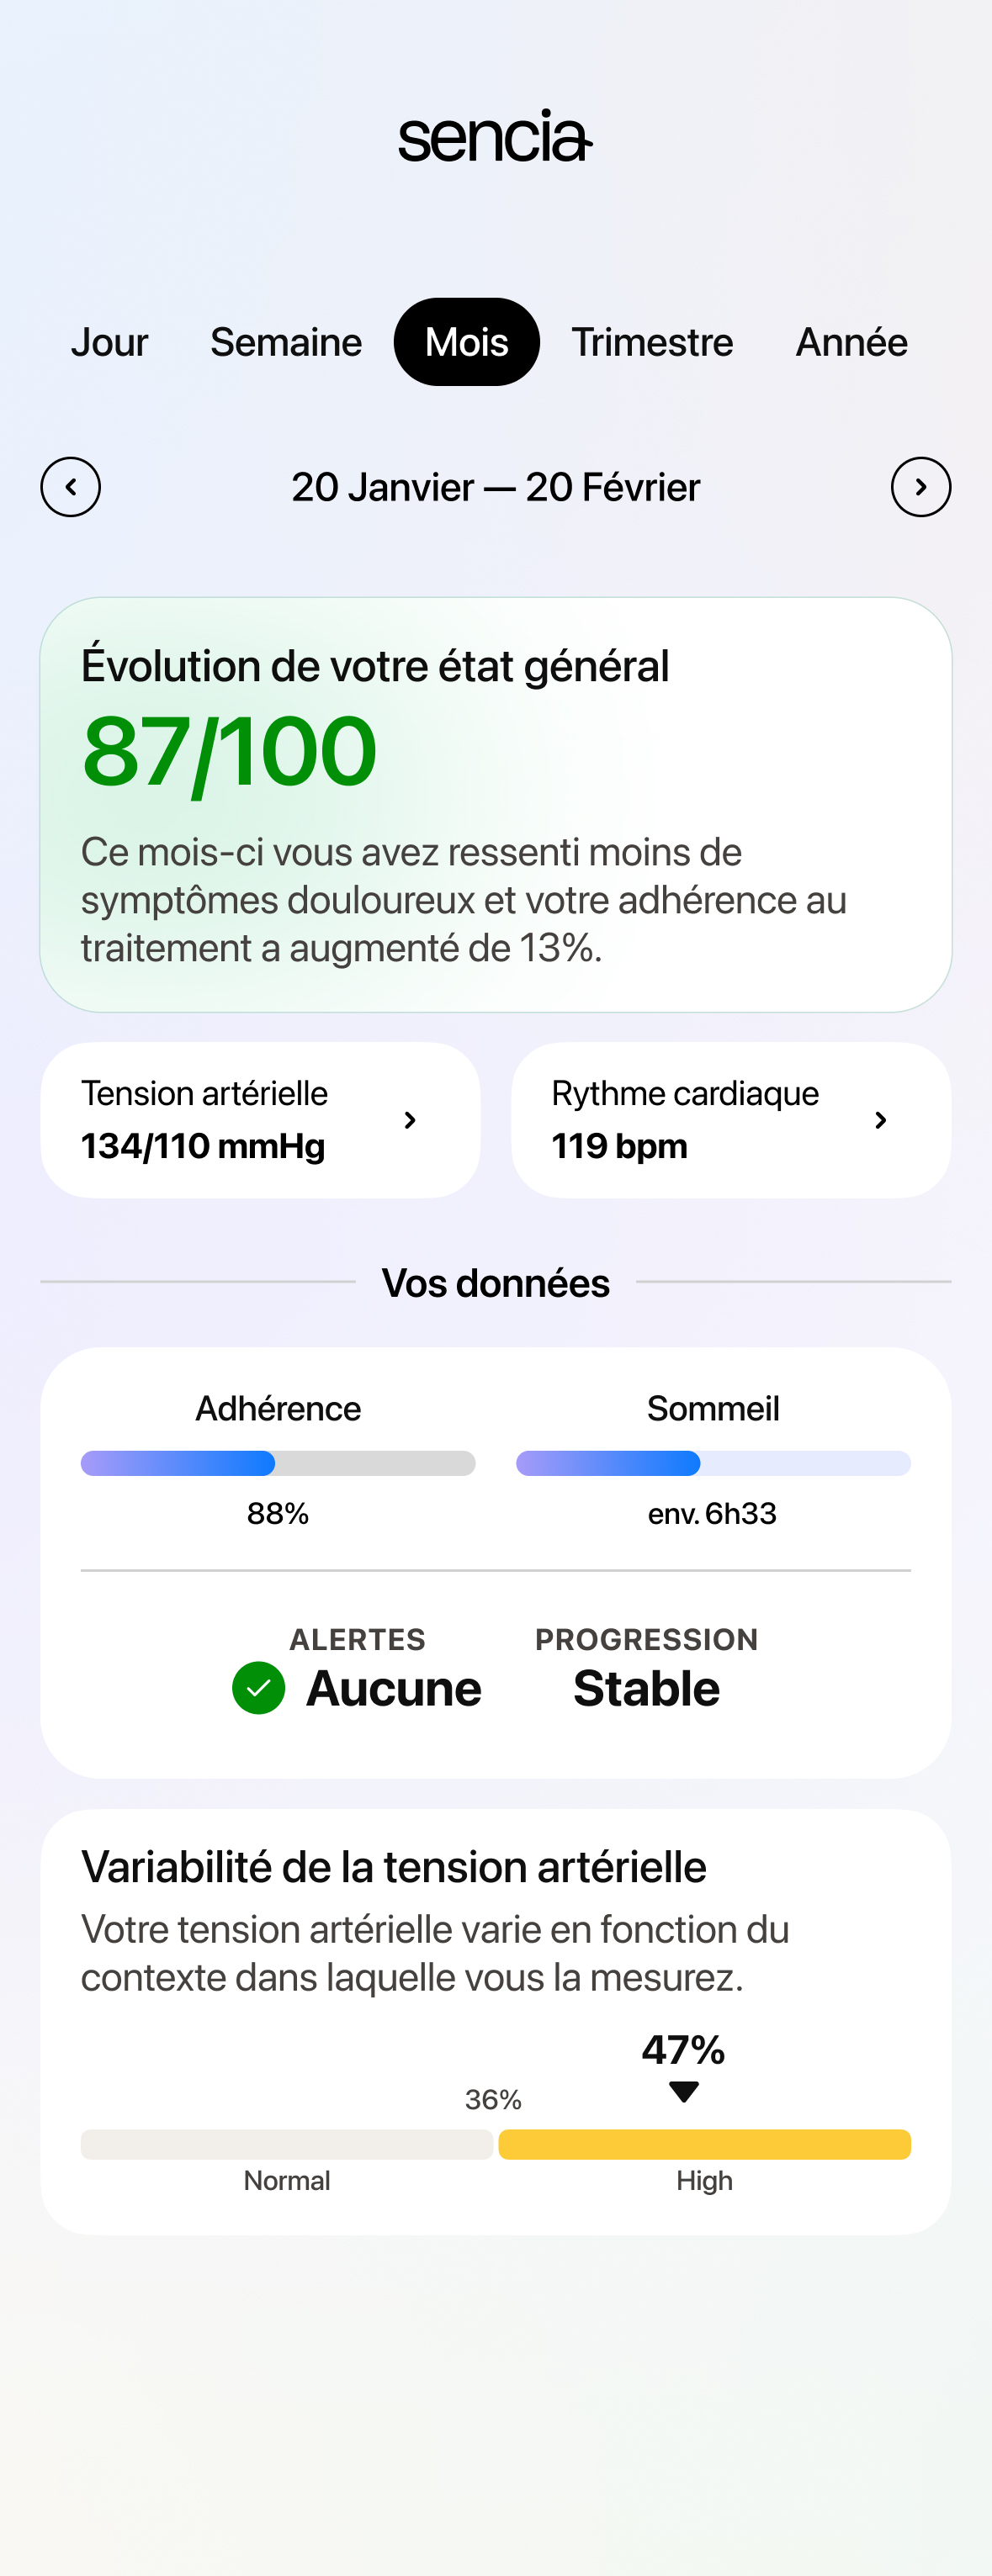 sencia
Jour Semaine Mois Trimestre Année
20 Janvier — 20 Février
Évolution de votre état général
87/100
Ce mois-ci vous avez ressenti moins de
symptômes douloureux et votre adhérence au
traitement a augmenté de 13%.
Tension artérielle
134/110 mmHg
Rythme cardiaque
119 bpm
Vos données
Adhérence
88%
Sommeil
env. 6h33
ALERTES
Aucune
PROGRESSION
Stable
Variabilité de la tension artérielle
Votre tension artérielle varie en fonction du
contexte dans laquelle vous la mesurez.
47%
36%
Normal
High